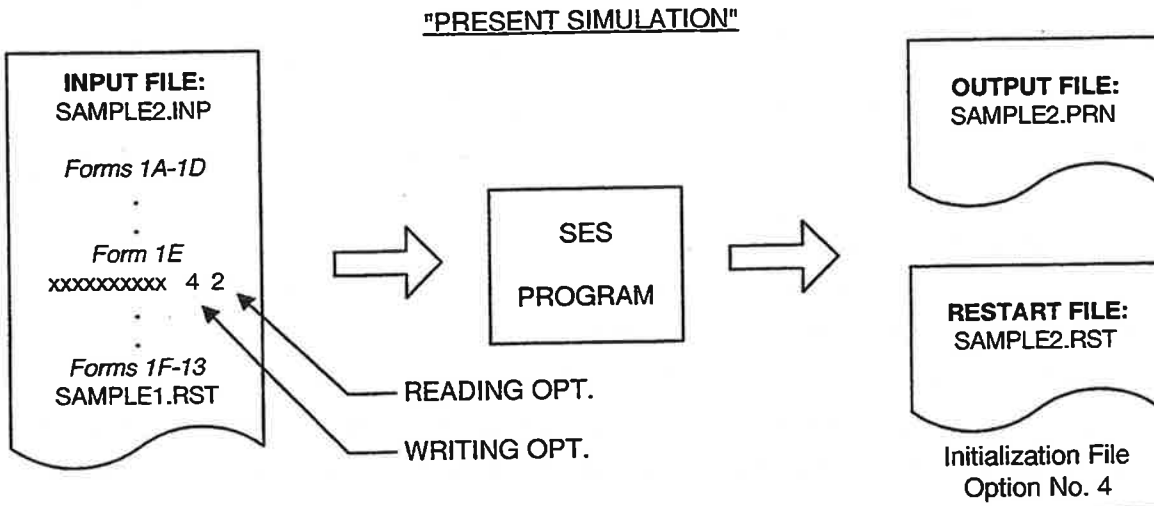 "PRESENT SIMULATION"
INPUT FILE:
SAMPLE2.INP
Forms 1A-1D
.
.
Form 1E
xxxxxxxxxx 4 2
.
.
Forms 1F-13
SAMPLE1.RST
READING OPT.
WRITING OPT.
SES
PROGRAM
OUTPUT FILE:
SAMPLE2.PRN
RESTART FILE:
SAMPLE2.RST
Initialization File
Option No. 4